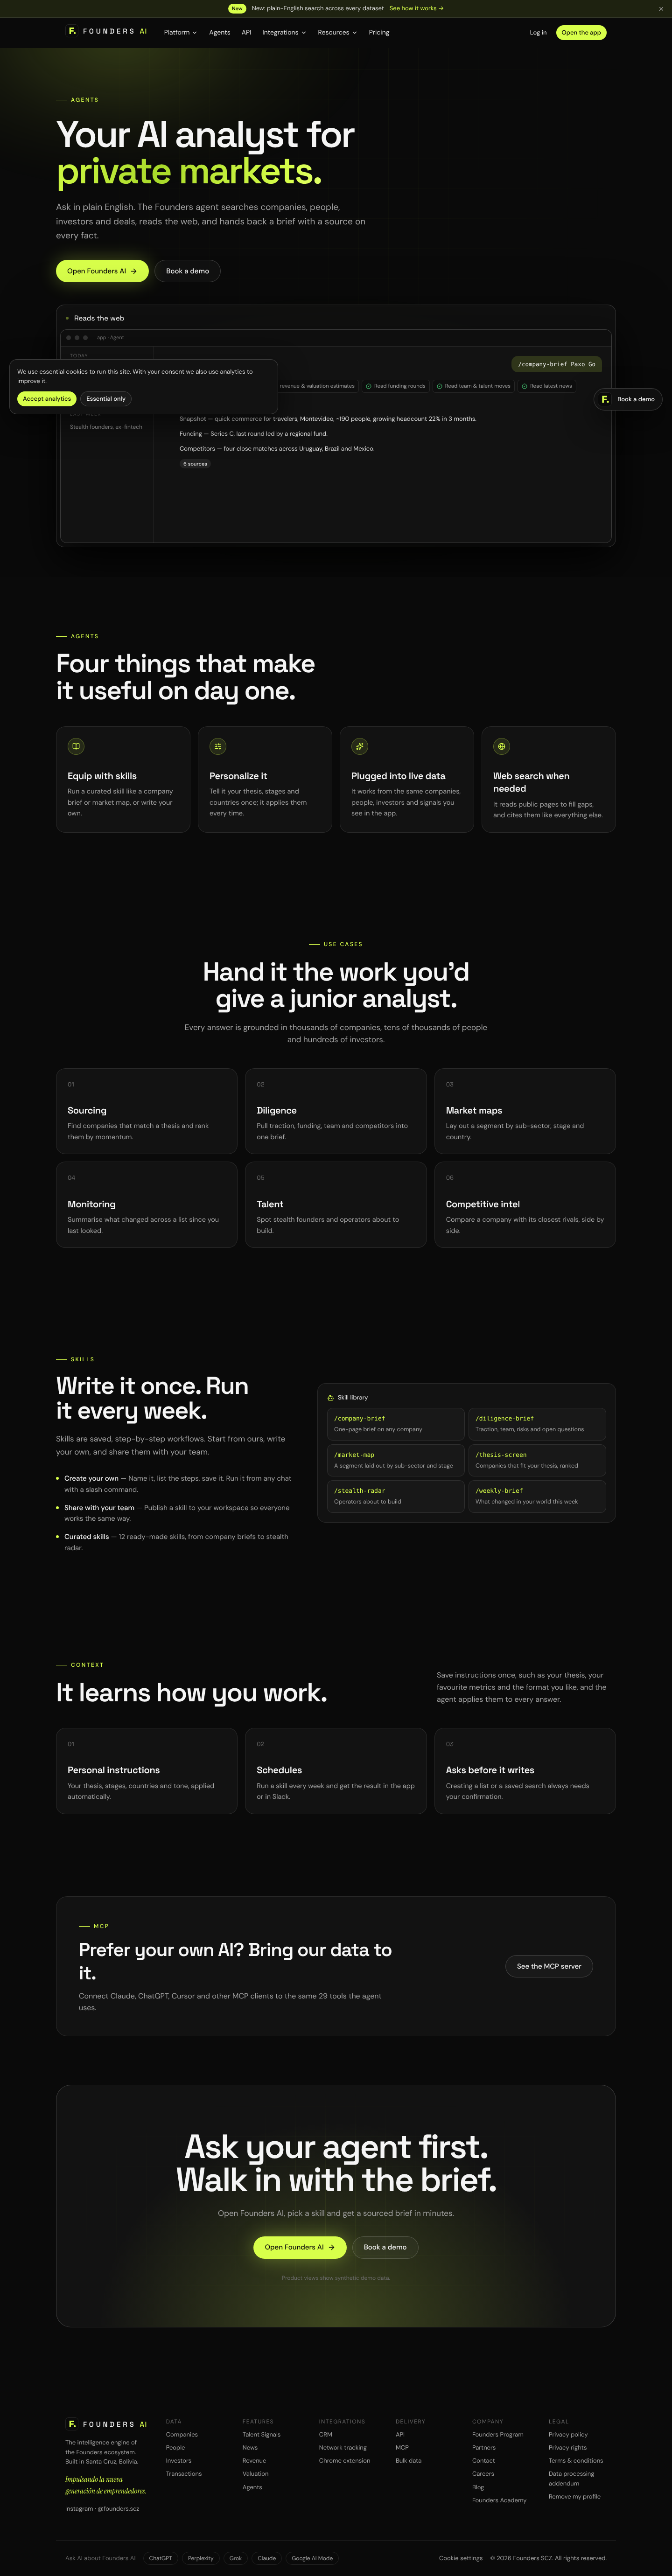 New New: plain-English search across every dataset See how it works →
F. FOUNDERS AI Platform Agents API Integrations Resources Pricing Log in Open the app
AGENTS
Your AI analyst for
private markets.
Ask in plain English. The Founders agent searches companies, people,
investors and deals, reads the web, and hands back a brief with a source on
every fact.
Open Founders AI → Book a demo
Reads the web
app · Agent
TODAY
/company-brief Paxo Go
We use essential cookies to run this site. With your consent we also use analytics to
improve it.
Accept analytics Essential only
revenue & valuation estimates Read funding rounds Read team & talent moves Read latest news
F. Book a demo
Snapshot — quick commerce for travelers, Montevideo, ~190 people, growing headcount 22% in 3 months.
Stealth founders, ex-fintech
Funding — Series C, last round led by a regional fund.
Competitors — four close matches across Uruguay, Brazil and Mexico.
6 sources
AGENTS
Four things that make
it useful on day one.
Equip with skills
Run a curated skill like a company
brief or market map, or write your
own.
Personalize it
Tell it your thesis, stages and
countries once; it applies them
every time.
Plugged into live data
It works from the same companies,
people, investors and signals you
see in the app.
Web search when
needed
It reads public pages to fill gaps,
and cites them like everything else.
USE CASES
Hand it the work you’d
give a junior analyst.
Every answer is grounded in thousands of companies, tens of thousands of people
and hundreds of investors.
01
Sourcing
Find companies that match a thesis and rank
them by momentum.
02
Diligence
Pull traction, funding, team and competitors into
one brief.
03
Market maps
Lay out a segment by sub-sector, stage and
country.
04
Monitoring
Summarise what changed across a list since you
last looked.
05
Talent
Spot stealth founders and operators about to
build.
06
Competitive intel
Compare a company with its closest rivals, side by
side.
SKILLS
Write it once. Run
it every week.
Skills are saved, step-by-step workflows. Start from ours, write
your own, and share them with your team.
Create your own — Name it, list the steps, save it. Run it from any chat
with a slash command.
Share with your team — Publish a skill to your workspace so everyone
works the same way.
Curated skills — 12 ready-made skills, from company briefs to stealth
radar.
Skill library
/company-brief
One-page brief on any company
/diligence-brief
Traction, team, risks and open questions
/market-map
A segment laid out by sub-sector and stage
/thesis-screen
Companies that fit your thesis, ranked
/stealth-radar
Operators about to build
/weekly-brief
What changed in your world this week
CONTEXT
It learns how you work.
Save instructions once, such as your thesis, your
favourite metrics and the format you like, and the
agent applies them to every answer.
01
Personal instructions
Your thesis, stages, countries and tone, applied
automatically.
02
Schedules
Run a skill every week and get the result in the app
or in Slack.
03
Asks before it writes
Creating a list or a saved search always needs
your confirmation.
MCP
Prefer your own AI? Bring our data to
it.
Connect Claude, ChatGPT, Cursor and other MCP clients to the same 29 tools the agent
uses.
See the MCP server
Ask your agent first.
Walk in with the brief.
Open Founders AI, pick a skill and get a sourced brief in minutes.
Open Founders AI → Book a demo
Product views show synthetic demo data.
F. FOUNDERS AI
The intelligence engine of
the Founders ecosystem.
Built in Santa Cruz, Bolivia.
Impulsando la nueva
generación de emprendedores.
Instagram · @founders.scz
DATA
Companies
People
Investors
Transactions
FEATURES
Talent Signals
News
Revenue
Valuation
Agents
INTEGRATIONS
CRM
Network tracking
Chrome extension
DELIVERY
API
MCP
Bulk data
COMPANY
Founders Program
Partners
Contact
Careers
Blog
Founders Academy
LEGAL
Privacy policy
Privacy rights
Terms & conditions
Data processing
addendum
Remove my profile
Ask AI about Founders AI ChatGPT Perplexity Grok Claude Google AI Mode
Cookie settings © 2026 Founders SCZ. All rights reserved.